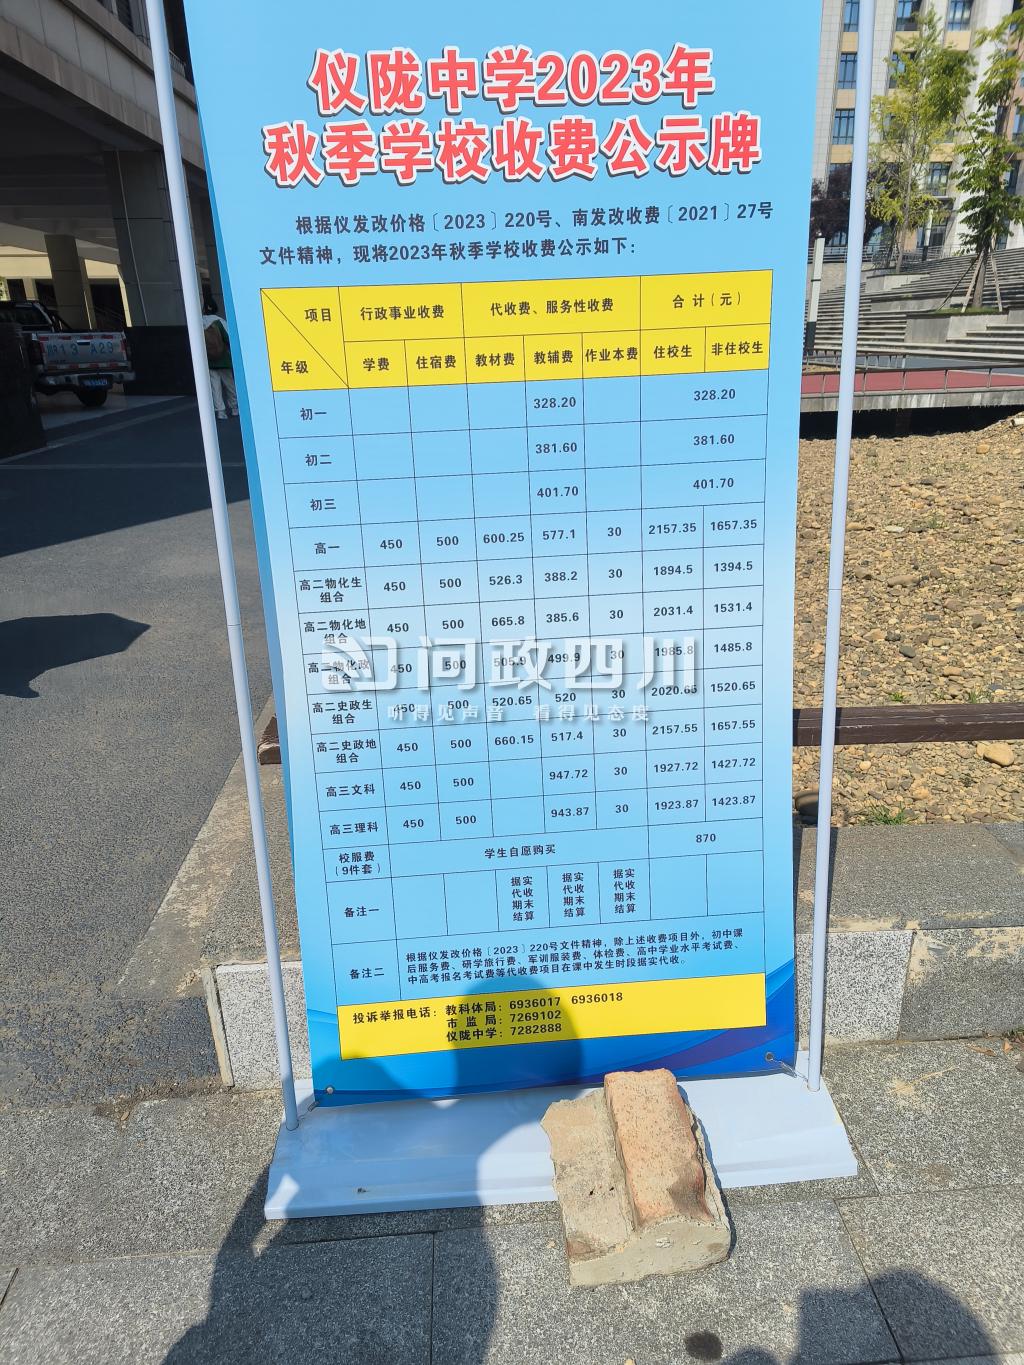 仪陇中学2023年
秋季学校收费公示牌
根据仪发改价格〔2023〕220号、南发改收费〔2021〕27号
文件精神，现将2023年秋季学校收费公示如下：
项目 行政事业收费 代收费、服务性收费 合 计（元）
年级 学费 住宿费 教材费 教辅费 作业本费 住校生 非住校生
初一 328.20 328.20
初二 381.60 381.60
初三 401.70 401.70
高一 450 500 600.25 577.1 30 2157.35 1657.35
高二物化生组合 450 500 526.3 388.2 30 1894.5 1394.5
高二物化地组合 450 500 665.8 385.6 30 2031.4 1531.4
高二物化政组合 450 500 505.9 499.9 30 1985.8 1485.8
高二史政生组合 450 500 520.65 520 30 2020.65 1520.65
高二史政地组合 450 500 660.15 517.4 30 2157.55 1657.55
高三文科 450 500 947.72 30 1927.72 1427.72
高三理科 450 500 943.87 30 1923.87 1423.87
校服费（9件套） 学生自愿购买 870
备注一 据实代收期末结算 据实代收期末结算 据实代收期末结算
备注二 根据仪发改价格〔2023〕220号文件精神，除上述收费项目外，初中课
后服务费、研学旅行费、军训服装费、体检费、高中学业水平考试费、
中高考报名考试费等代收费项目在课中发生时段据实代收。
投诉举报电话：教科体局：6936017 6936018
市 监 局：7269102
仪陇中学：7282888
问政四川
听得见声音 看得见态度